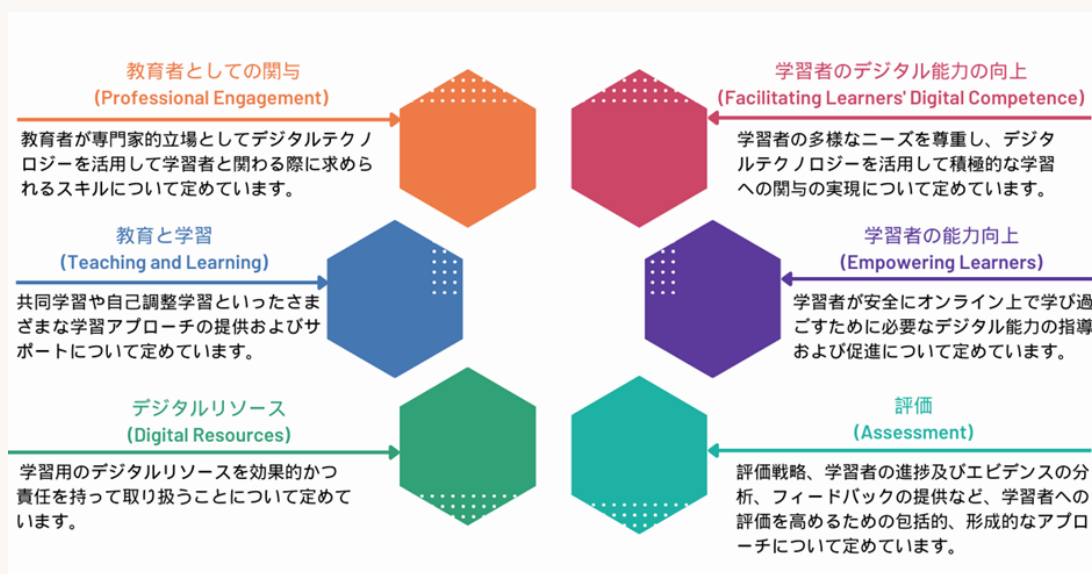 教育者としての関与
(Professional Engagement)
教育者が専門家的立場としてデジタルテクノ
ロジーを活用して学習者と関わる際に求めら
れるスキルについて定めています。
教育と学習
(Teaching and Learning)
共同学習や自己調整学習といったさま
ざまな学習アプローチの提供およびサ
ポートについて定めています。
デジタルリソース
(Digital Resources)
学習用のデジタルリソースを効果的かつ
責任を持って取り扱うことについて定めて
います。
学習者のデジタル能力の向上
(Facilitating Learners' Digital Competence)
学習者の多様なニーズを尊重し、デジタ
ルテクノロジーを活用して積極的な学習
への関与の実現について定めています。
学習者の能力向上
(Empowering Learners)
学習者が安全にオンライン上で学び過
ごすために必要なデジタル能力の指導
および促進について定めています。
評価
(Assessment)
評価戦略、学習者の進捗及びエビデンスの分
析、フィードバックの提供など、学習者への
評価を高めるための包括的、形成的なアプロ
ーチについて定めています。